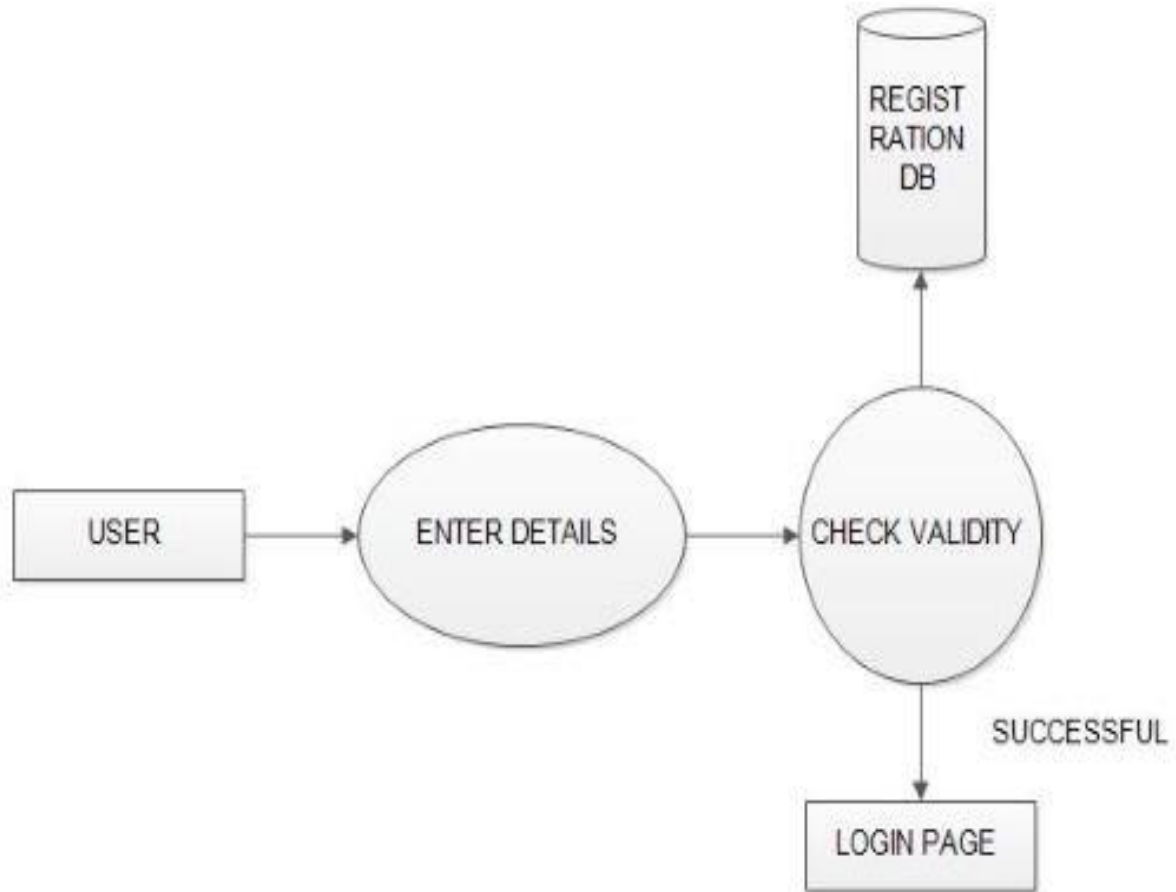 REGIST
RATION
DB
USER
ENTER DETAILS
CHECK VALIDITY
SUCCESSFUL
LOGIN PAGE